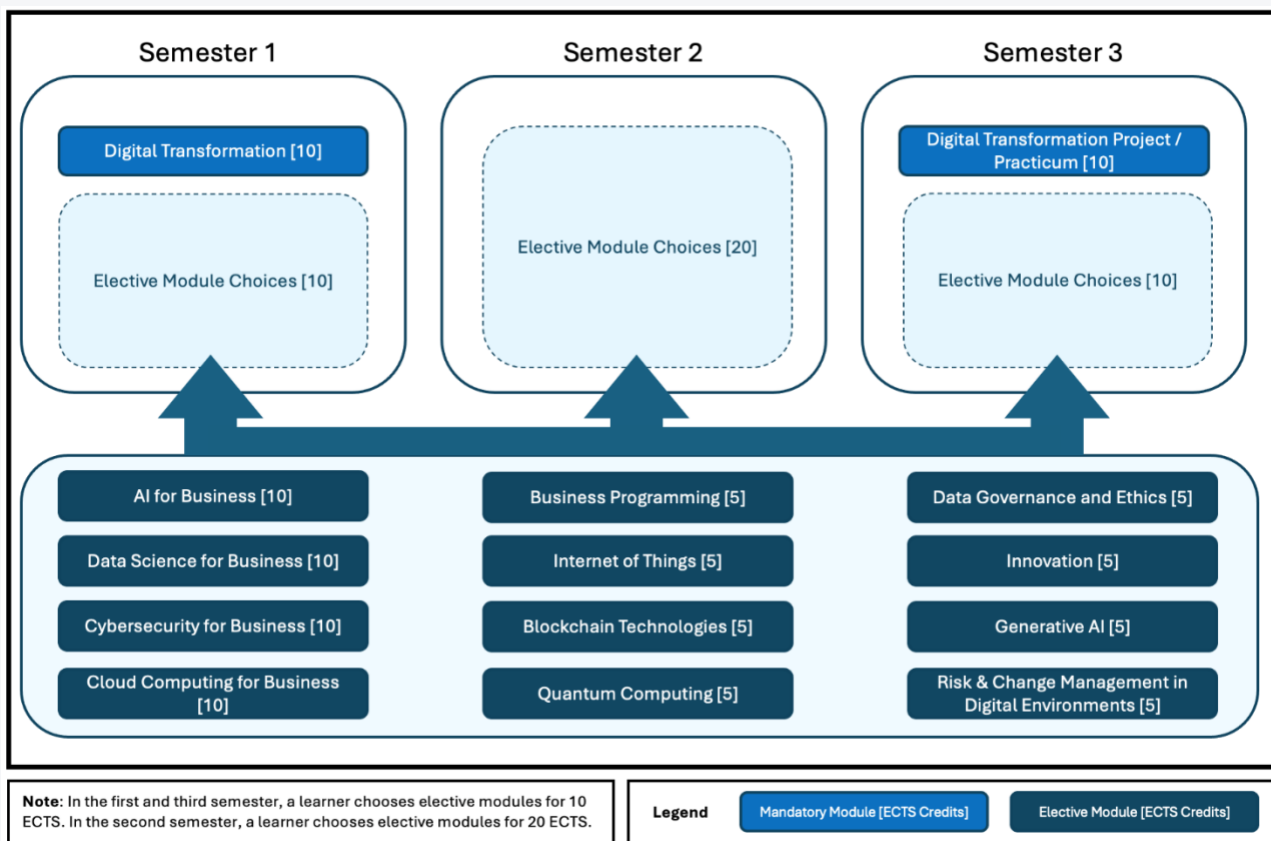 Semester 1
Semester 2
Semester 3
Digital Transformation [10]
Elective Module Choices [10]
Elective Module Choices [20]
Digital Transformation Project /
Practicum [10]
Elective Module Choices [10]
AI for Business [10]
Business Programming [5]
Data Governance and Ethics [5]
Data Science for Business [10]
Internet of Things [5]
Innovation [5]
Cybersecurity for Business [10]
Blockchain Technologies [5]
Generative AI [5]
Cloud Computing for Business
[10]
Quantum Computing [5]
Risk & Change Management in
Digital Environments [5]
Note: In the first and third semester, a learner chooses elective modules for 10
ECTS. In the second semester, a learner chooses elective modules for 20 ECTS.
Legend
Mandatory Module [ECTS Credits]
Elective Module [ECTS Credits]